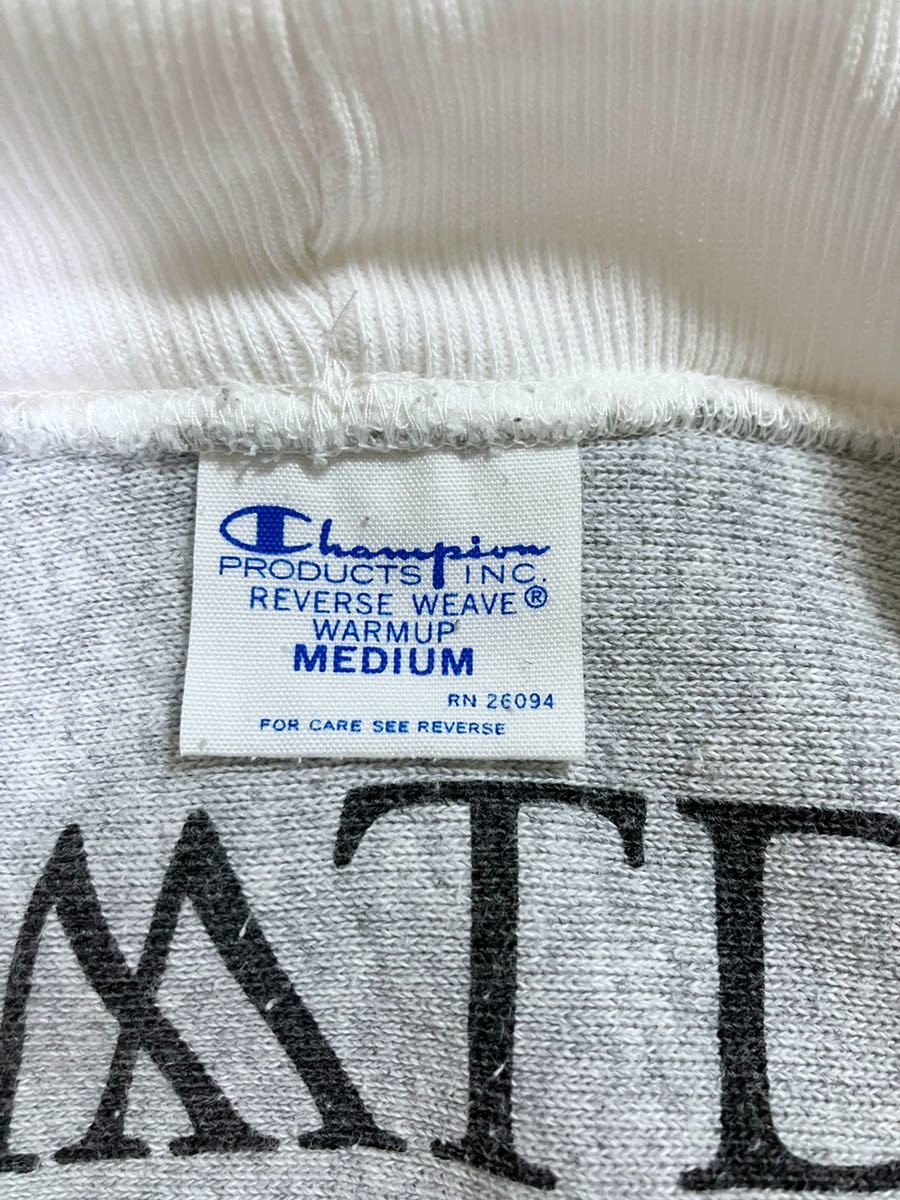 Champion
PRODUCTS INC.
REVERSE WEAVE®
WARMUP
MEDIUM
RN 26094
FOR CARE SEE REVERSE